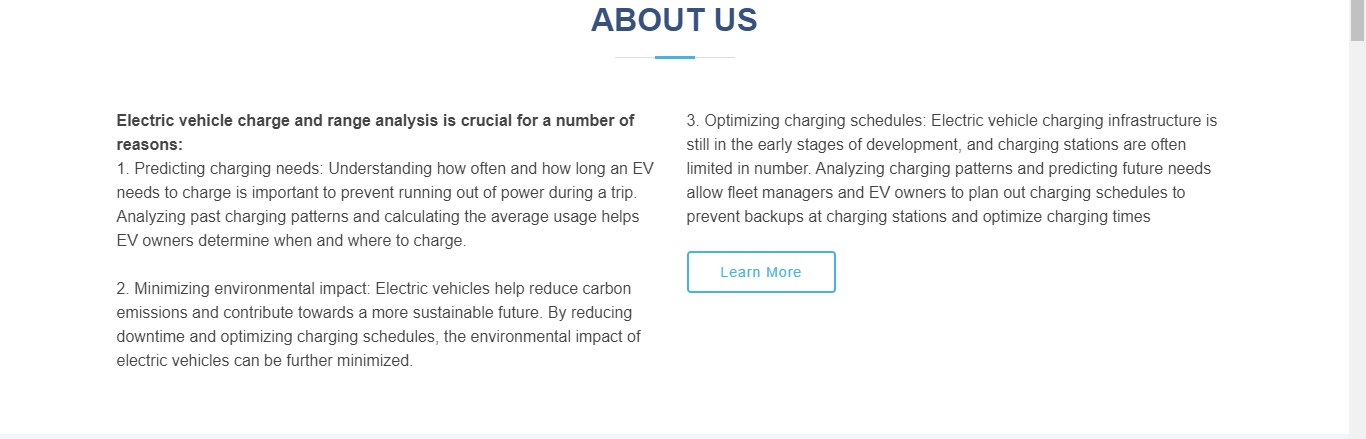 ABOUT US
Electric vehicle charge and range analysis is crucial for a number of
reasons:
1. Predicting charging needs: Understanding how often and how long an EV
needs to charge is important to prevent running out of power during a trip.
Analyzing past charging patterns and calculating the average usage helps
EV owners determine when and where to charge.
2. Minimizing environmental impact: Electric vehicles help reduce carbon
emissions and contribute towards a more sustainable future. By reducing
downtime and optimizing charging schedules, the environmental impact of
electric vehicles can be further minimized.
3. Optimizing charging schedules: Electric vehicle charging infrastructure is
still in the early stages of development, and charging stations are often
limited in number. Analyzing charging patterns and predicting future needs
allow fleet managers and EV owners to plan out charging schedules to
prevent backups at charging stations and optimize charging times
Learn More